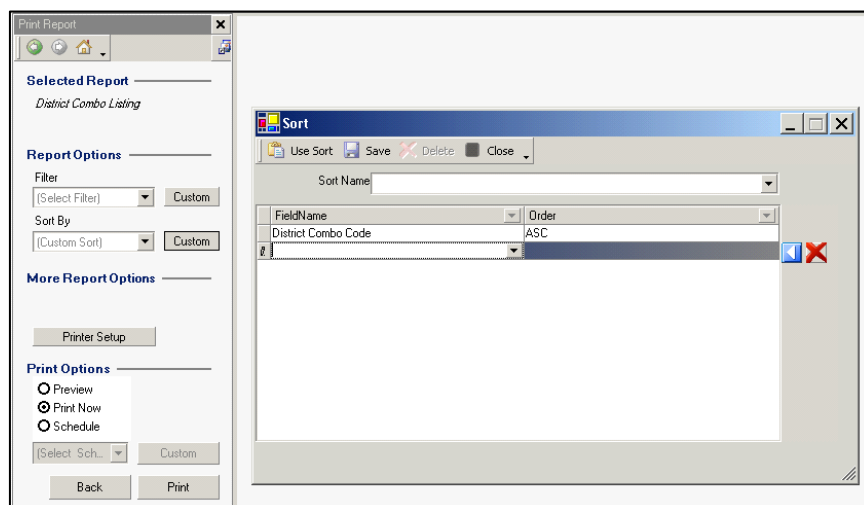 Print Report
Selected Report
District Combo Listing
Report Options
Filter
(Select Filter) Custom
Sort By
(Custom Sort) Custom
More Report Options
Printer Setup
Print Options
Preview
Print Now
Schedule
(Select Sch... Custom
Back Print
Sort
Use Sort Save Delete Close
Sort Name
FieldName Order
District Combo Code ASC